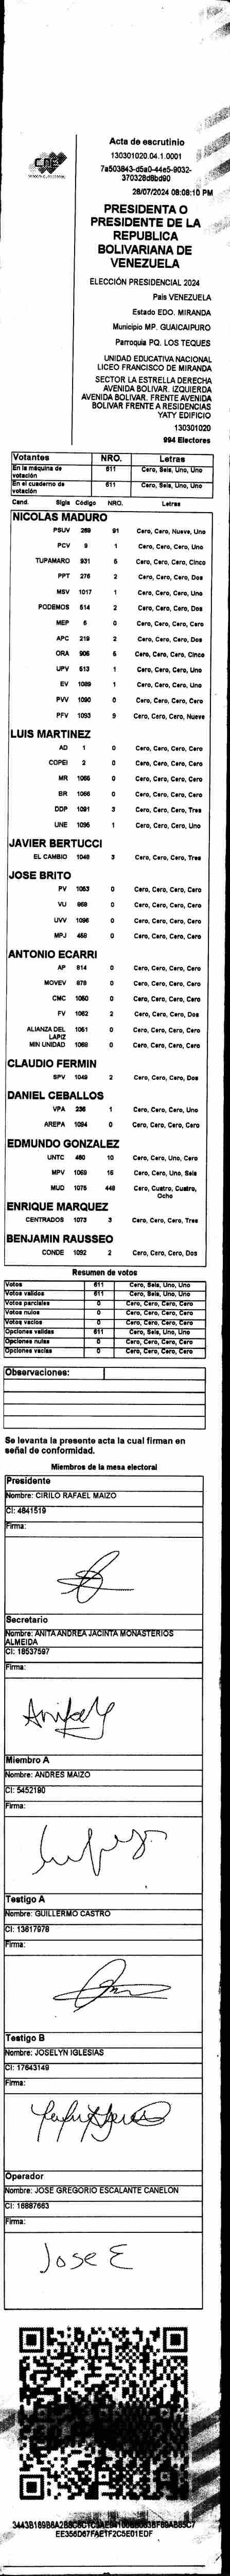 CNE
Acta de escrutinio
130301020.04.1.0001
7a503843-d5a0-44e5-9032-
370328d8bd90
28/07/2024 08:08:10 PM
PRESIDENTA O
PRESIDENTE DE LA
REPUBLICA
BOLIVARIANA DE
VENEZUELA
ELECCIÓN PRESIDENCIAL 2024
País VENEZUELA
Estado EDO. MIRANDA
Municipio MP. GUAICAIPURO
Parroquia PQ. LOS TEQUES
UNIDAD EDUCATIVA NACIONAL
LICEO FRANCISCO DE MIRANDA
SECTOR LA ESTRELLA DERECHA
AVENIDA BOLIVAR. IZQUIERDA
AVENIDA BOLIVAR. FRENTE AVENIDA
BOLIVAR FRENTE A RESIDENCIAS
YATY EDIFICIO
130301020
994 Electores
Votantes NRO. Letras
En la máquina de votación 611 Cero, Seis, Uno, Uno
En el cuaderno de votación 611 Cero, Seis, Uno, Uno
Cand. Sigla Código NRO. Letras
NICOLAS MADURO
PSUV 269 91 Cero, Cero, Nueve, Uno
PCV 9 1 Cero, Cero, Cero, Uno
TUPAMARO 931 5 Cero, Cero, Cero, Cinco
PPT 276 2 Cero, Cero, Cero, Dos
MSV 1017 1 Cero, Cero, Cero, Uno
PODEMOS 514 2 Cero, Cero, Cero, Dos
MEP 6 0 Cero, Cero, Cero, Cero
APC 219 2 Cero, Cero, Cero, Dos
ORA 906 5 Cero, Cero, Cero, Cinco
UPV 513 1 Cero, Cero, Cero, Uno
EV 1089 1 Cero, Cero, Cero, Uno
PVV 1090 0 Cero, Cero, Cero, Cero
PFV 1093 9 Cero, Cero, Cero, Nueve
LUIS MARTINEZ
AD 1 0 Cero, Cero, Cero, Cero
COPEI 2 0 Cero, Cero, Cero, Cero
MR 1065 0 Cero, Cero, Cero, Cero
BR 1066 0 Cero, Cero, Cero, Cero
DDP 1091 3 Cero, Cero, Cero, Tres
UNE 1095 1 Cero, Cero, Cero, Uno
JAVIER BERTUCCI
EL CAMBIO 1048 3 Cero, Cero, Cero, Tres
JOSE BRITO
PV 1053 0 Cero, Cero, Cero, Cero
VU 968 0 Cero, Cero, Cero, Cero
UVV 1096 0 Cero, Cero, Cero, Cero
MPJ 458 0 Cero, Cero, Cero, Cero
ANTONIO ECARRI
AP 814 0 Cero, Cero, Cero, Cero
MOVEV 978 0 Cero, Cero, Cero, Cero
CMC 1050 0 Cero, Cero, Cero, Cero
FV 1062 2 Cero, Cero, Cero, Dos
ALIANZA DEL LAPIZ 1061 0 Cero, Cero, Cero, Cero
MIN UNIDAD 1068 0 Cero, Cero, Cero, Cero
CLAUDIO FERMIN
SPV 1049 2 Cero, Cero, Cero, Dos
DANIEL CEBALLOS
VPA 236 1 Cero, Cero, Cero, Uno
AREPA 1094 0 Cero, Cero, Cero, Cero
EDMUNDO GONZALEZ
UNTC 460 10 Cero, Cero, Uno, Cero
MPV 1069 16 Cero, Cero, Uno, Seis
MUD 1075 448 Cero, Cuatro, Cuatro, Ocho
ENRIQUE MARQUEZ
CENTRADOS 1073 3 Cero, Cero, Cero, Tres
BENJAMIN RAUSSEO
CONDE 1092 2 Cero, Cero, Cero, Dos
Resumen de votos
Votos 611 Cero, Seis, Uno, Uno
Votos validos 611 Cero, Seis, Uno, Uno
Votos parciales 0 Cero, Cero, Cero, Cero
Votos nulos 0 Cero, Cero, Cero, Cero
Votos vacios 0 Cero, Cero, Cero, Cero
Opciones validas 611 Cero, Seis, Uno, Uno
Opciones nulas 0 Cero, Cero, Cero, Cero
Opciones vacias 0 Cero, Cero, Cero, Cero
Observaciones:
Se levanta la presente acta la cual firman en
señal de conformidad.
Miembros de la mesa electoral
Presidente
Nombre: CIRILO RAFAEL MAIZO
CI: 4841519
Firma:
Secretario
Nombre: ANITA ANDREA JACINTA MONASTERIOS
ALMEIDA
CI: 18537597
Firma:
Miembro A
Nombre: ANDRES MAIZO
CI: 5452190
Firma:
Testigo A
Nombre: GUILLERMO CASTRO
CI: 13617978
Firma:
Testigo B
Nombre: JOSELYN IGLESIAS
CI: 17643149
Firma:
Operador
Nombre: JOSE GREGORIO ESCALANTE CANELON
CI: 16887663
Firma:
Jose E
EE356D67FAE1F2C5E01EDF